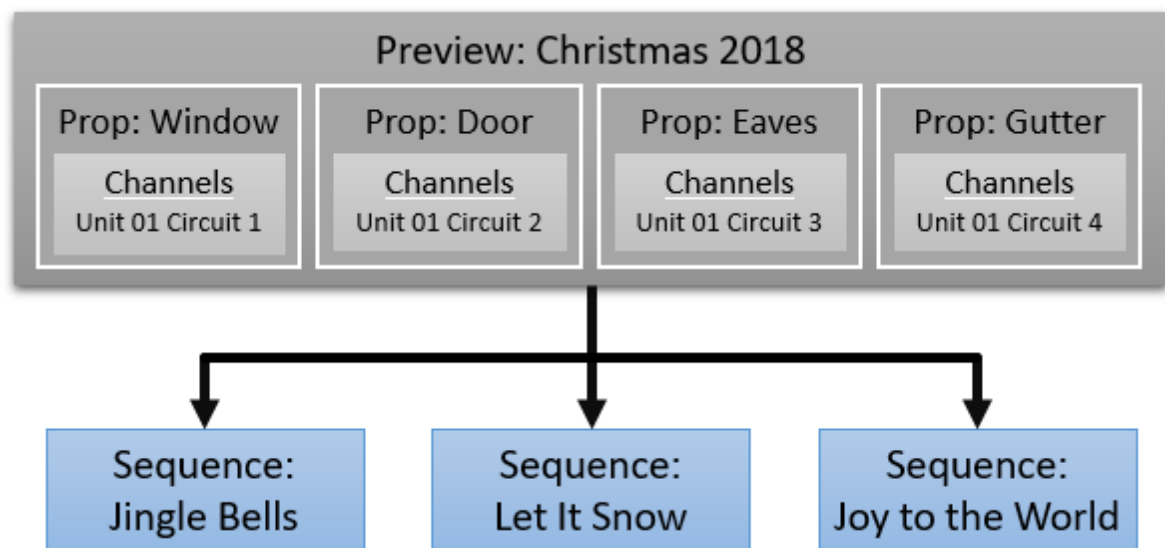 Preview: Christmas 2018
Prop: Window
Channels
Unit 01 Circuit 1
Prop: Door
Channels
Unit 01 Circuit 2
Prop: Eaves
Channels
Unit 01 Circuit 3
Prop: Gutter
Channels
Unit 01 Circuit 4
Sequence:
Jingle Bells
Sequence:
Let It Snow
Sequence:
Joy to the World